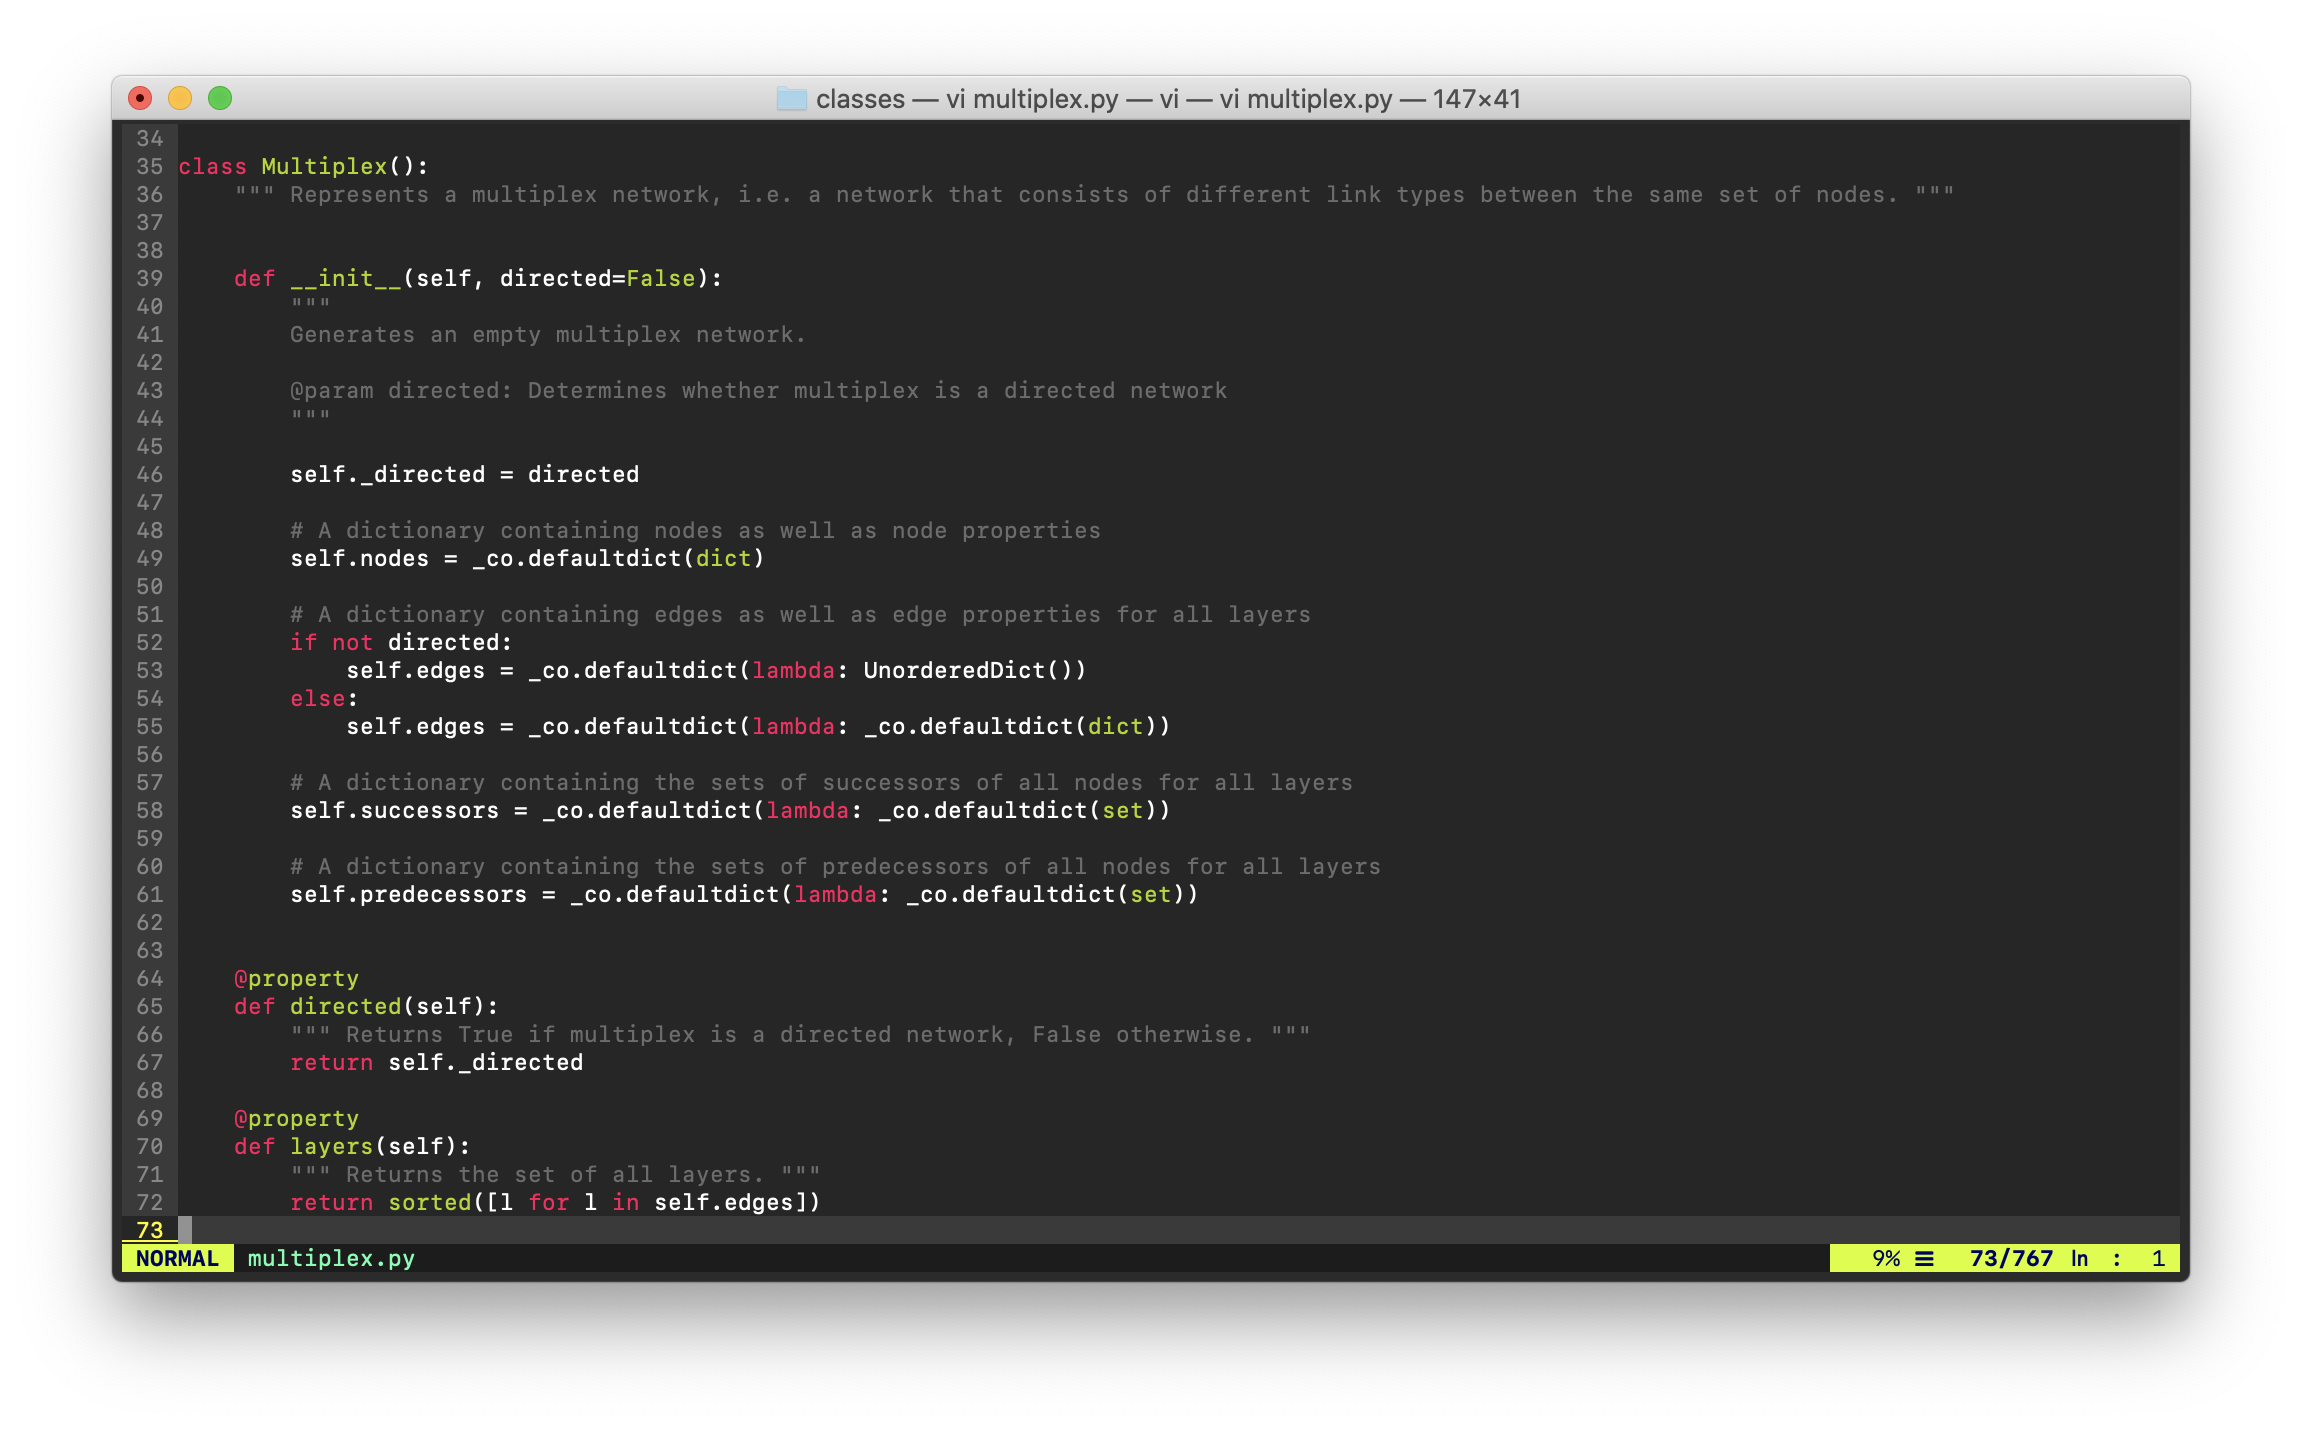 classes — vi multiplex.py — vi — vi multiplex.py — 147×41
34
35 class Multiplex():
36     """ Represents a multiplex network, i.e. a network that consists of different link types between the same set of nodes. """
37
38
39     def __init__(self, directed=False):
40         """
41         Generates an empty multiplex network.
42
43         @param directed: Determines whether multiplex is a directed network
44         """
45
46         self._directed = directed
47
48         # A dictionary containing nodes as well as node properties
49         self.nodes = _co.defaultdict(dict)
50
51         # A dictionary containing edges as well as edge properties for all layers
52         if not directed:
53             self.edges = _co.defaultdict(lambda: UnorderedDict())
54         else:
55             self.edges = _co.defaultdict(lambda: _co.defaultdict(dict))
56
57         # A dictionary containing the sets of successors of all nodes for all layers
58         self.successors = _co.defaultdict(lambda: _co.defaultdict(set))
59
60         # A dictionary containing the sets of predecessors of all nodes for all layers
61         self.predecessors = _co.defaultdict(lambda: _co.defaultdict(set))
62
63
64     @property
65     def directed(self):
66         """ Returns True if multiplex is a directed network, False otherwise. """
67         return self._directed
68
69     @property
70     def layers(self):
71         """ Returns the set of all layers. """
72         return sorted([l for l in self.edges])
73
NORMAL multiplex.py 9% ☰ 73/767 ln : 1